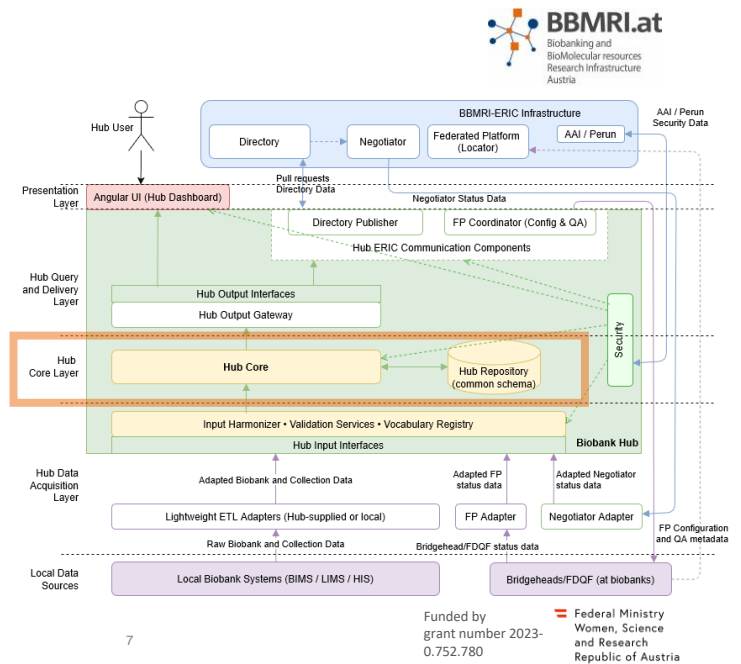 BBMRI.at
Biobanking and
BioMolecular resources
Research Infrastructure
Austria
BBMRI-ERIC Infrastructure
AAI / Perun
Security Data
Hub User
Directory
Negotiator
Federated Platform
(Locator)
AAI / Perun
Pull requests
Directory Data
Presentation
Layer
Angular UI (Hub Dashboard)
Negotiator Status Data
Directory Publisher
FP Coordinator (Config & QA)
Hub ERIC Communication Components
Hub Query
and Delivery
Layer
Hub Output Interfaces
Hub Output Gateway
Security
Hub
Core Layer
Hub Core
Hub Repository
(common schema)
Input Harmonizer • Validation Services • Vocabulary Registry
Hub Input Interfaces
Biobank Hub
Hub Data
Acquisition
Layer
Adapted Biobank and Collection Data
Adapted FP
status data
Adapted Negotiator
status data
Lightweight ETL Adapters (Hub-supplied or local)
FP Adapter
Negotiator Adapter
Raw Biobank and Collection Data
Bridgehead/FDQF status data
FP Configuration
and QA metadata
Local Data
Sources
Local Biobank Systems (BIMS / LIMS / HIS)
Bridgeheads/FDQF (at biobanks)
7
Funded by
grant number 2023-
0.752.780
Federal Ministry
Women, Science
and Research
Republic of Austria